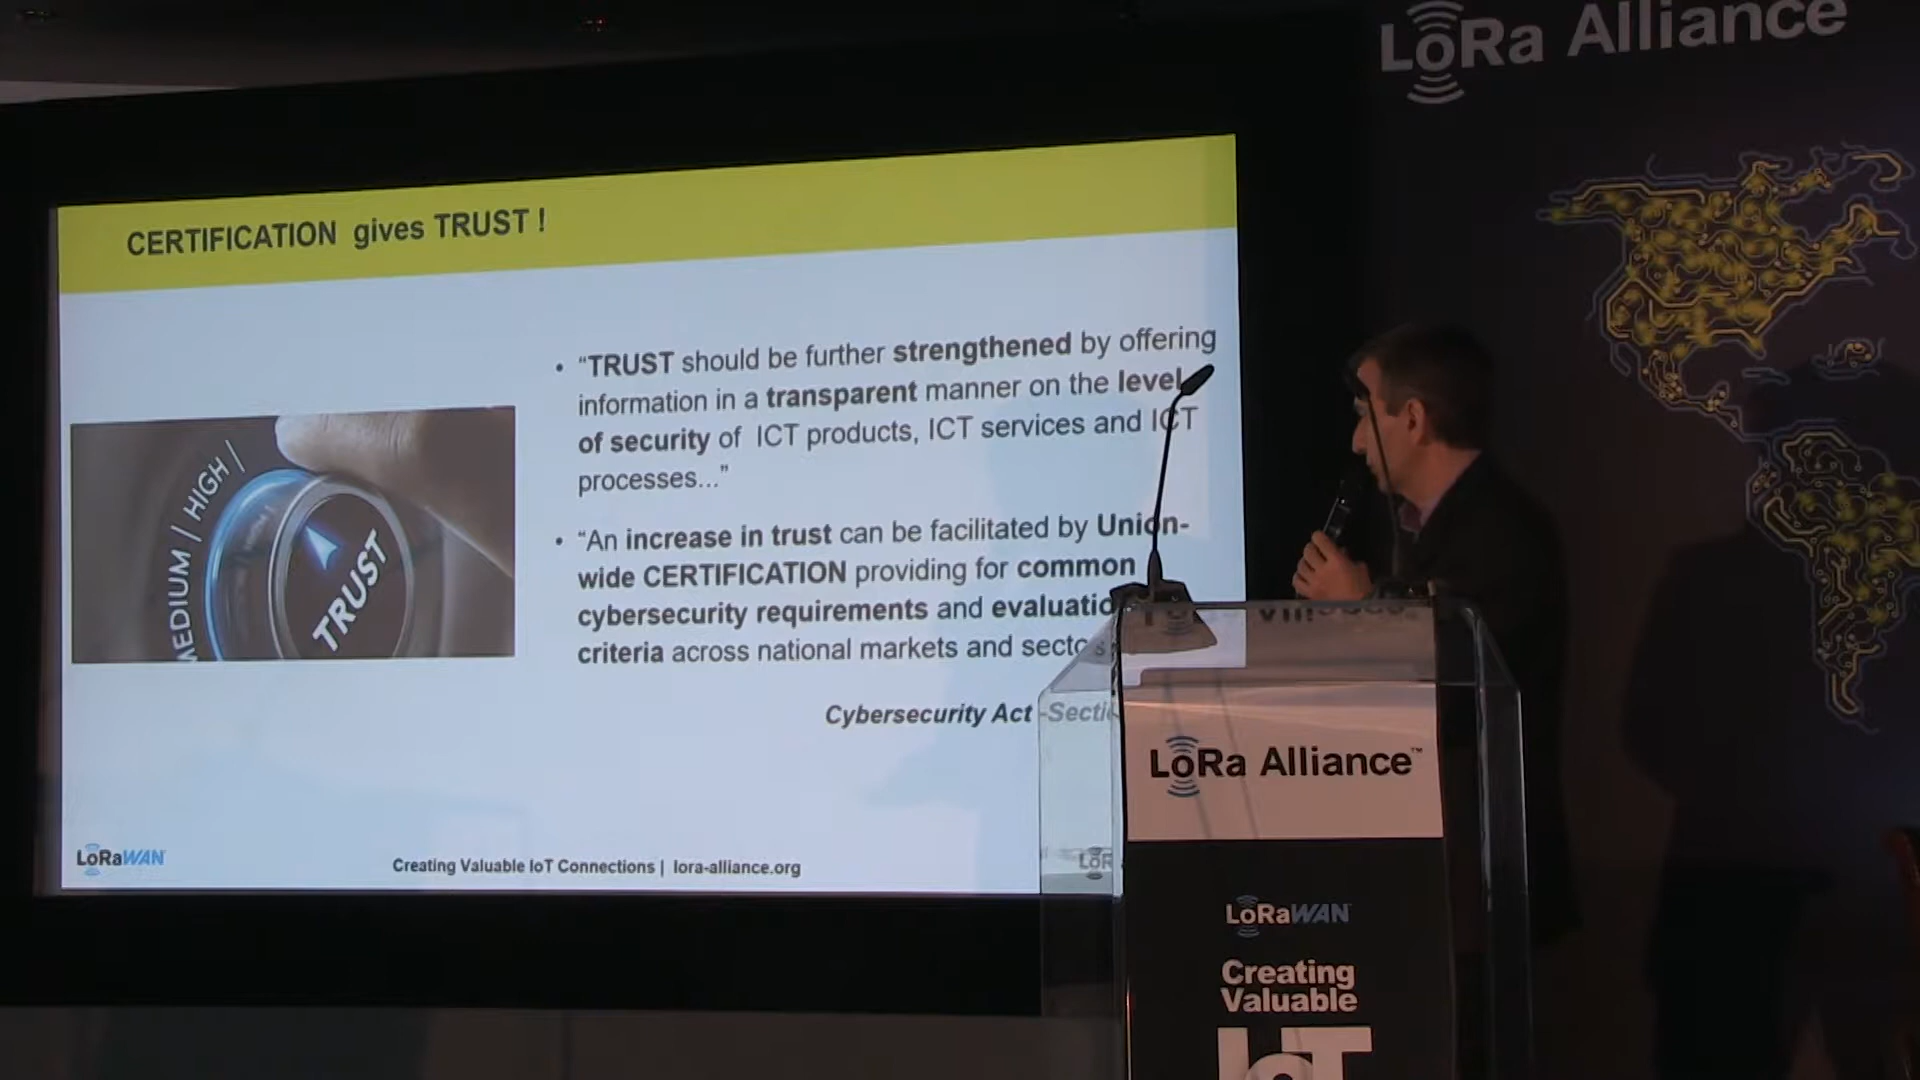 LoRa Alliance
CERTIFICATION gives TRUST !
• “TRUST should be further strengthened by offering
information in a transparent manner on the level
of security of ICT products, ICT services and ICT
processes...”
MEDIUM | HIGH |
TRUST
• “An increase in trust can be facilitated by Union-
wide CERTIFICATION providing for common
cybersecurity requirements and
criteria across national markets and
Cybersecurity Act
LoRaWAN
Creating Valuable IoT Connections | lora-alliance.org
LoRa Alliance™
LoRaWAN
Creating
Valuable
IoT